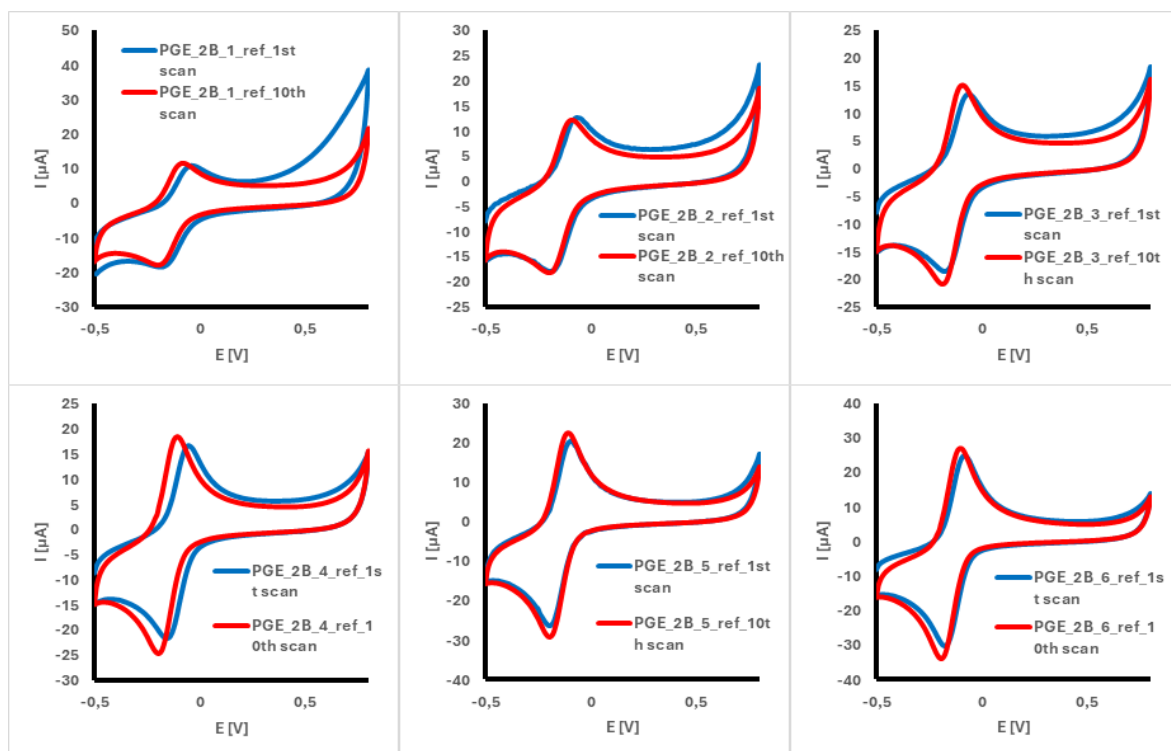 50
40
30
20
10
0
-10
-20
-30
I [µA]
PGE_2B_1_ref_1st
scan
PGE_2B_1_ref_10th
scan
-0,5
0
0,5
E [V]
30
25
20
15
10
5
0
-5
-10
-15
-20
-25
I [µA]
PGE_2B_2_ref_1st
scan
PGE_2B_2_ref_10th
scan
-0,5
0
0,5
E [V]
25
20
15
10
5
0
-5
-10
-15
-20
-25
I [µA]
PGE_2B_3_ref_1st
scan
PGE_2B_3_ref_10t
h scan
-0,5
0
0,5
E [V]
25
20
15
10
5
0
-5
-10
-15
-20
-25
-30
I [µA]
PGE_2B_4_ref_1s
t scan
PGE_2B_4_ref_1
0th scan
-0,5
0
0,5
E [V]
30
20
10
0
-10
-20
-30
-40
I [µA]
PGE_2B_5_ref_1st
scan
PGE_2B_5_ref_10t
h scan
-0,5
0
0,5
E [V]
40
30
20
10
0
-10
-20
-30
-40
I [µA]
PGE_2B_6_ref_1s
t scan
PGE_2B_6_ref_1
0th scan
-0,5
0
0,5
E [V]